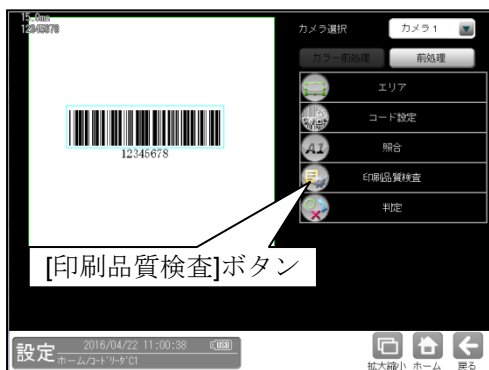 15.0ms
12345678
12345678
カメラ選択
カメラ1
カラー前処理
前処理
エリア
コード設定
照合
印刷品質検査
判定
[印刷品質検査]ボタン
設定
2016/04/22 11:00:38
USB
ホーム/コードリーダC1
拡大縮小
ホーム
戻る